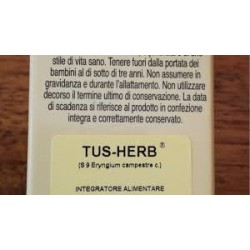 stile di vita sano. Tenere fuori dalla portata dei
bambini al di sotto di tre anni. Non assumere in
gravidanza e durante l'allattamento. Non utilizzare
decorso il termine ultimo di conservazione. La data
di scadenza si riferisce al prodotto in confezione
integra e correttamente conservato.
TUS-HERB®
(S 9 Eryngium campestre c.)
INTEGRATORE ALIMENTARE